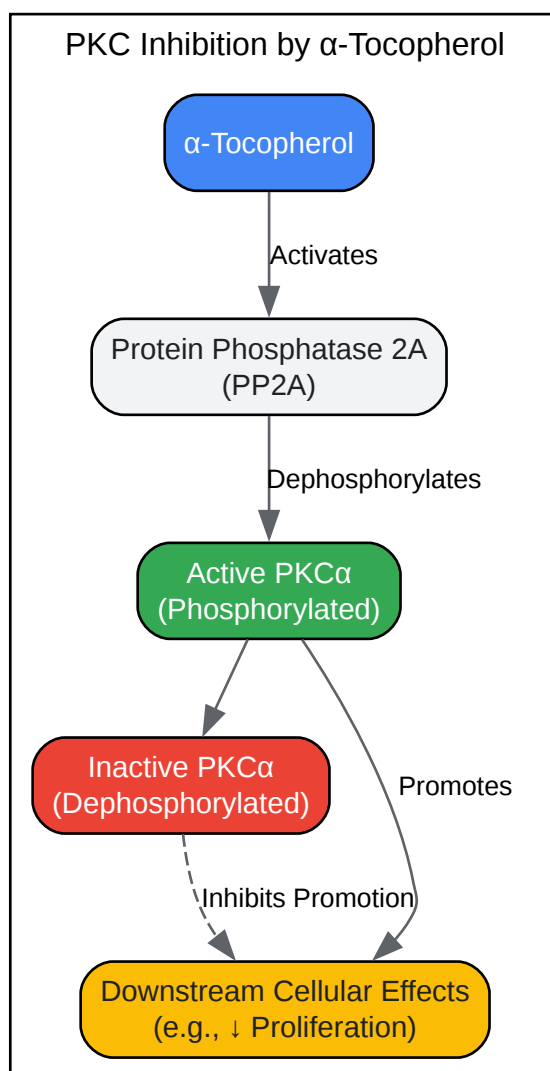 PKC Inhibition by α-Tocopherol
α-Tocopherol
Activates
Protein Phosphatase 2A
(PP2A)
Dephosphorylates
Active PKCα
(Phosphorylated)
Inactive PKCα
(Dephosphorylated)
Promotes
Inhibits Promotion
Downstream Cellular Effects
(e.g., ↓ Proliferation)